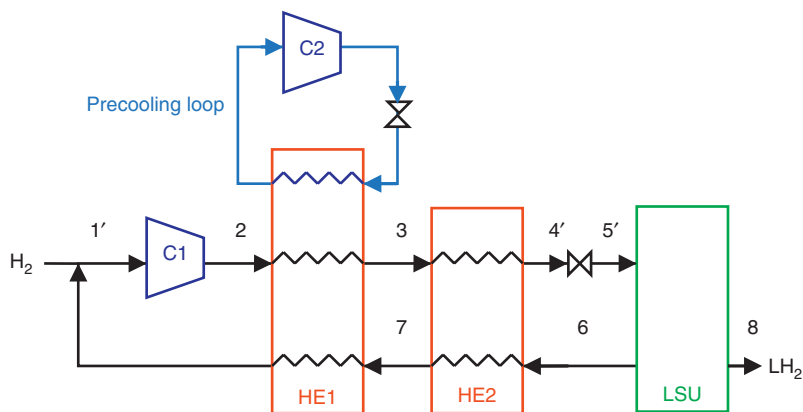 C2
Precooling loop
1′
2
3
4′
5′
H₂
C1
7
6
8
LH₂
HE1
HE2
LSU